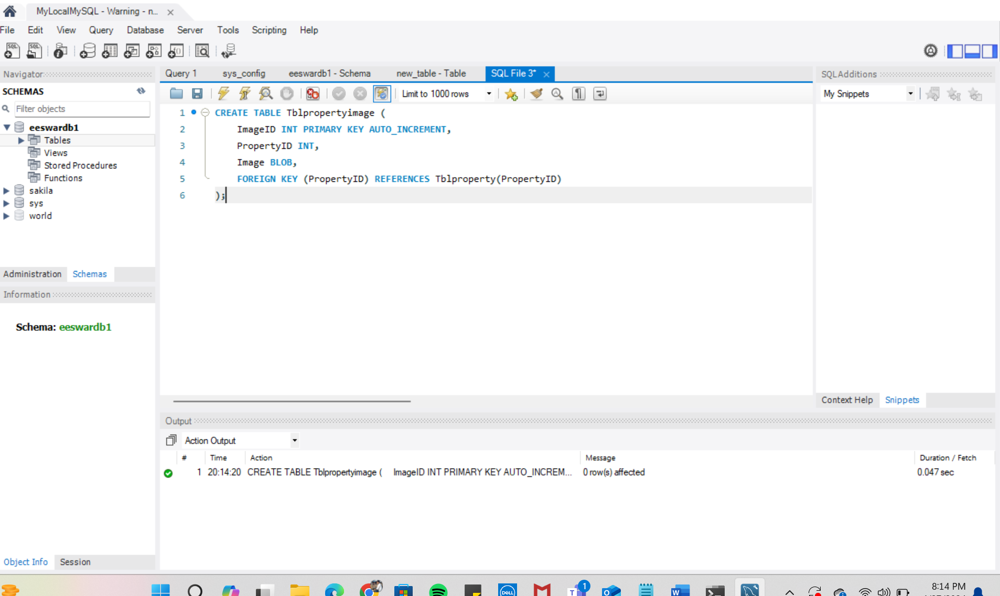 MyLocalMySQL - Warning - n...
File Edit View Query Database Server Tools Scripting Help
Navigator
SCHEMAS
Filter objects
eeswardb1
Tables
Views
Stored Procedures
Functions
sakila
sys
world
Administration Schemas
Information
Schema: eeswardb1
Object Info Session
Query 1 sys_config eeswardb1 - Schema new_table - Table SQL File 3*
Limit to 1000 rows
1 CREATE TABLE Tblpropertyimage (
2 ImageID INT PRIMARY KEY AUTO_INCREMENT,
3 PropertyID INT,
4 Image BLOB,
5 FOREIGN KEY (PropertyID) REFERENCES Tblproperty(PropertyID)
6 );
SQLAdditions
My Snippets
Context Help Snippets
Output
Action Output
# Time Action Message Duration / Fetch
1 20:14:20 CREATE TABLE Tblpropertyimage ( ImageID INT PRIMARY KEY AUTO_INCREM... 0 row(s) affected 0.047 sec
DELL
1
8:14 PM